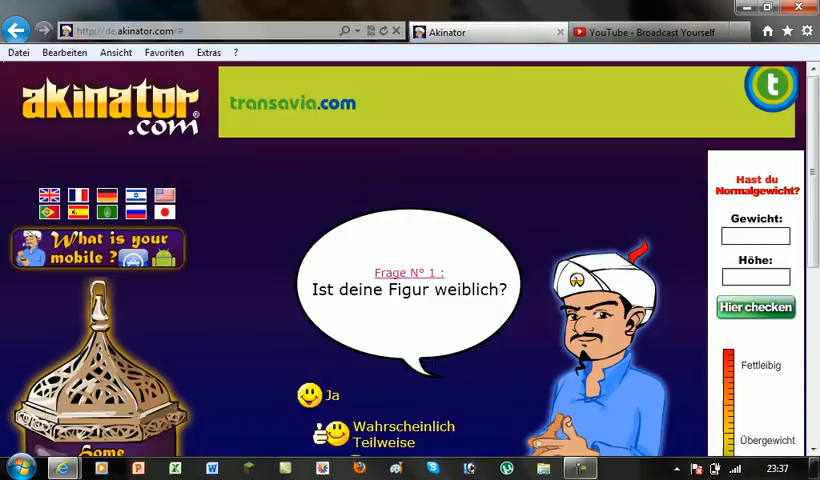 http://de.akinator.com/#
Akinator
YouTube - Broadcast Yourself
Datei Bearbeiten Ansicht Favoriten Extras ?
akinator®
.com
transavia.com
t
Hast du
Normalgewicht?
Gewicht:
Höhe:
Hier checken
What is your
mobile ?
Frage N° 1 :
Ist deine Figur weiblich?
Ja
Wahrscheinlich
Teilweise
Fettleibig
Übergewicht
Home
23:37